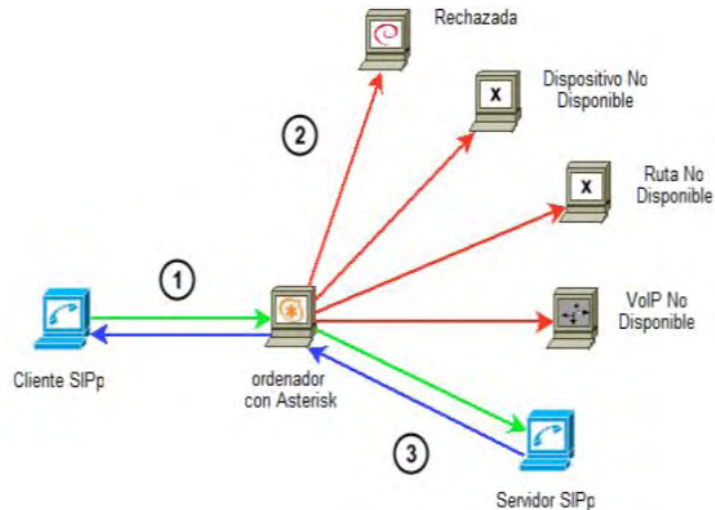 Rechazada
Dispositivo No
Disponible
2
X
Ruta No
Disponible
X
1
VoIP No
Disponible
Cliente SIPp
ordenador
con Asterisk
3
Servidor SIPp